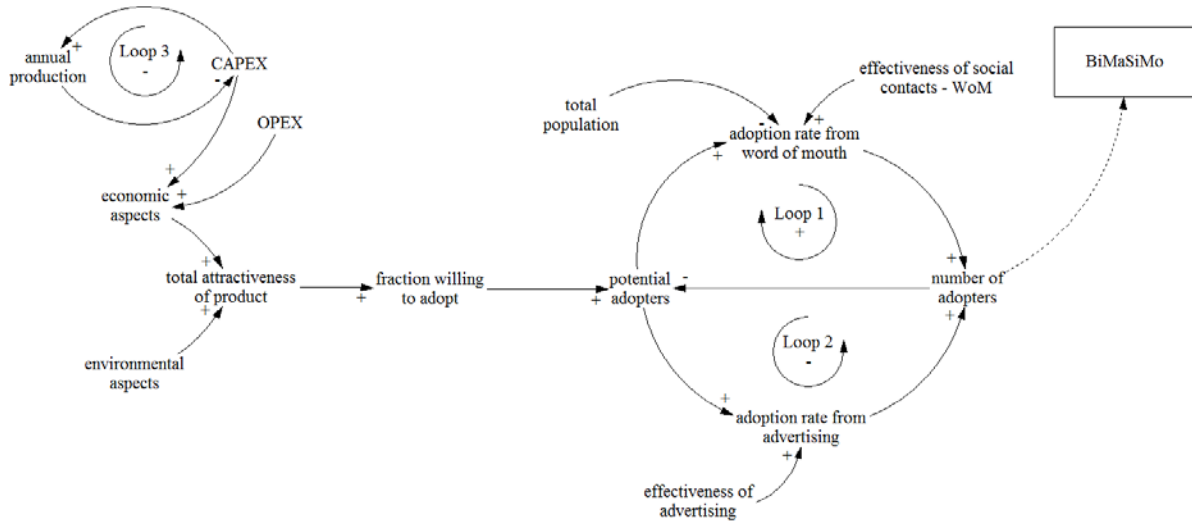 annual
production
+
Loop 3
-
CAPEX
-
OPEX
+
economic
+
aspects
+
total attractiveness
of product
+
environmental
aspects
+
fraction willing
to adopt
+
potential
adopters
-
total
population
effectiveness of social
contacts - WoM
-
+
adoption rate from
word of mouth
+
Loop 1
+
+
number of
adopters
+
Loop 2
-
+
adoption rate from
advertising
+
effectiveness of
advertising
BiMaSiMo